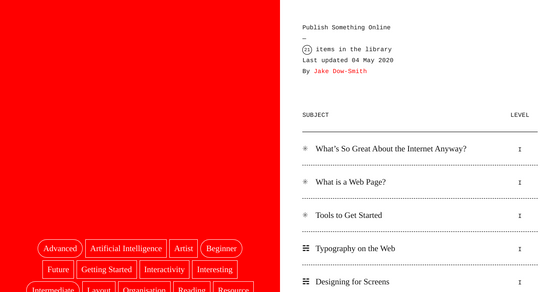 Publish Something Online
—
21 items in the library
Last updated 04 May 2020
By Jake Dow-Smith
SUBJECT LEVEL
What's So Great About the Internet Anyway? I
What is a Web Page? I
Tools to Get Started I
Typography on the Web I
Designing for Screens I
Advanced Artificial Intelligence Artist Beginner
Future Getting Started Interactivity Interesting
Intermediate Layout Organisation Reading Resource